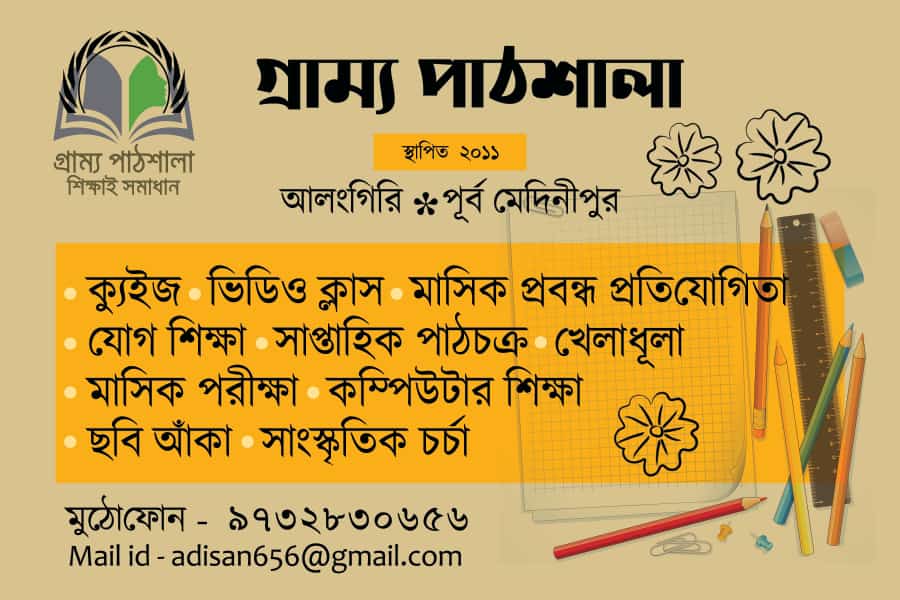 গ্রাম্য পাঠশালা
শিক্ষাই সমাধান
গ্রাম্য পাঠশালা
স্থাপিত ২০১১
আলংগিরি * পূর্ব মেদিনীপুর
• ক্যুইজ • ভিডিও ক্লাস • মাসিক প্রবন্ধ প্রতিযোগিতা
• যোগ শিক্ষা • সাপ্তাহিক পাঠচক্র • খেলাধূলা
• মাসিক পরীক্ষা • কম্পিউটার শিক্ষা
• ছবি আঁকা • সাংস্কৃতিক চর্চা
মুঠোফোন - ৯৭৩২৮৩০৬৫৬
Mail id - adisan656@gmail.com